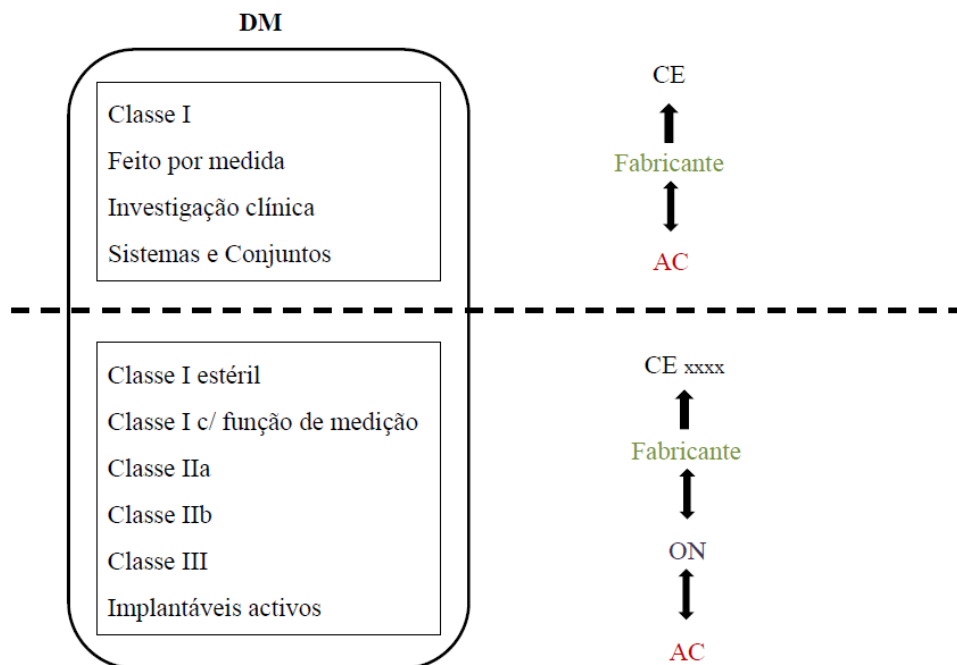 DM
Classe I
Feito por medida
Investigação clínica
Sistemas e Conjuntos
CE
Fabricante
AC
Classe I estéril
Classe I c/ função de medição
Classe IIa
Classe IIb
Classe III
Implantáveis activos
CE xxxx
Fabricante
ON
AC